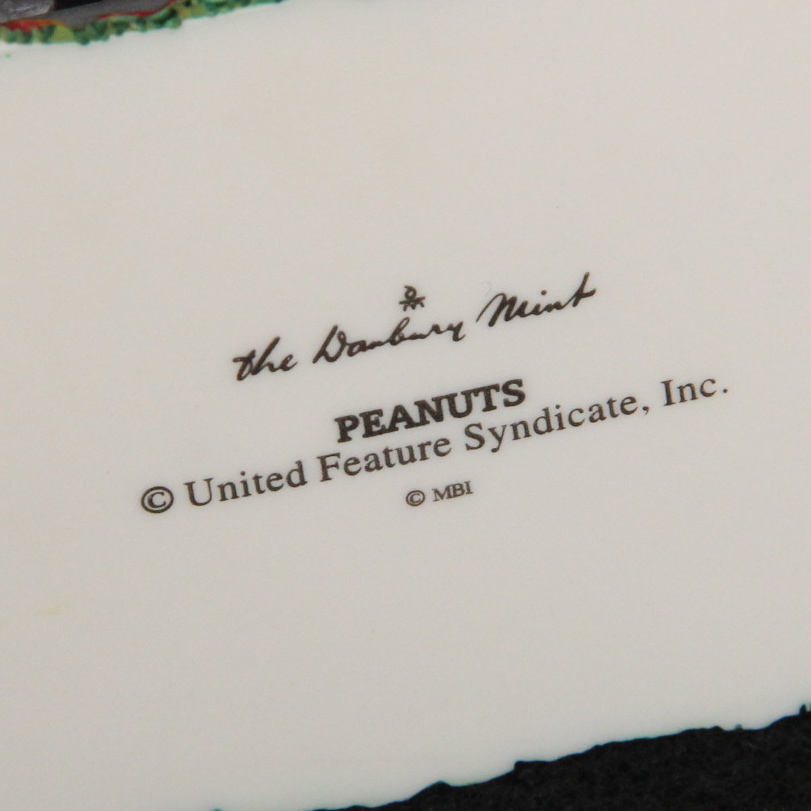 the Danbury Mint
PEANUTS
© United Feature Syndicate, Inc.
© MBI